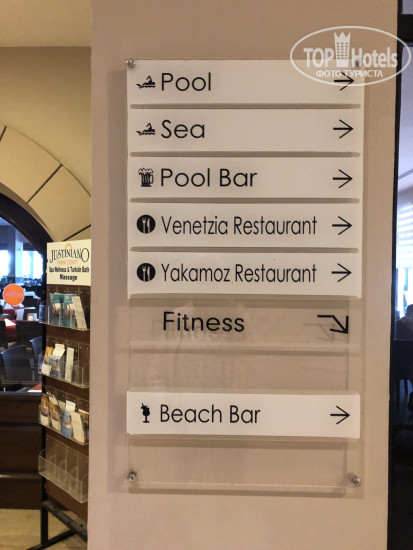 TOP Hotels
ФОТО ТУРИСТА
Pool
Sea
Pool Bar
Venetzia Restaurant
Yakamoz Restaurant
Fitness
Beach Bar
JUSTINIANO
Spa Wellness & Turkish Bath
Massage